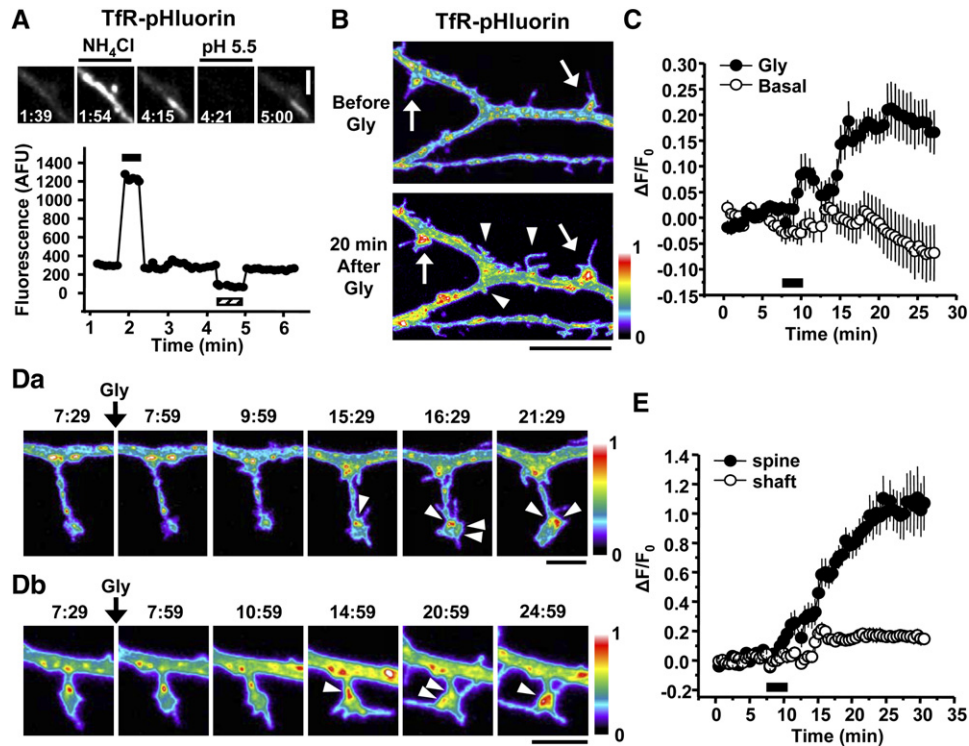 A
TfR-pHluorin
NH4Cl
pH 5.5
1:39
1:54
4:15
4:21
5:00
Fluorescence (AFU)
1400
1200
1000
800
600
400
200
0
1
2
3
4
5
6
Time (min)
B
TfR-pHluorin
Before
Gly
20 min
After
Gly
1
0
C
Gly
Basal
ΔF/F0
0.30
0.25
0.20
0.15
0.10
0.05
0.00
-0.05
-0.10
-0.15
0
5
10
15
20
25
30
Time (min)
Da
Gly
7:29
7:59
9:59
15:29
16:29
21:29
1
0
Db
Gly
7:29
7:59
10:59
14:59
20:59
24:59
1
0
E
spine
shaft
ΔF/F0
1.4
1.2
1.0
0.8
0.6
0.4
0.2
0.0
-0.2
0
5
10
15
20
25
30
35
Time (min)